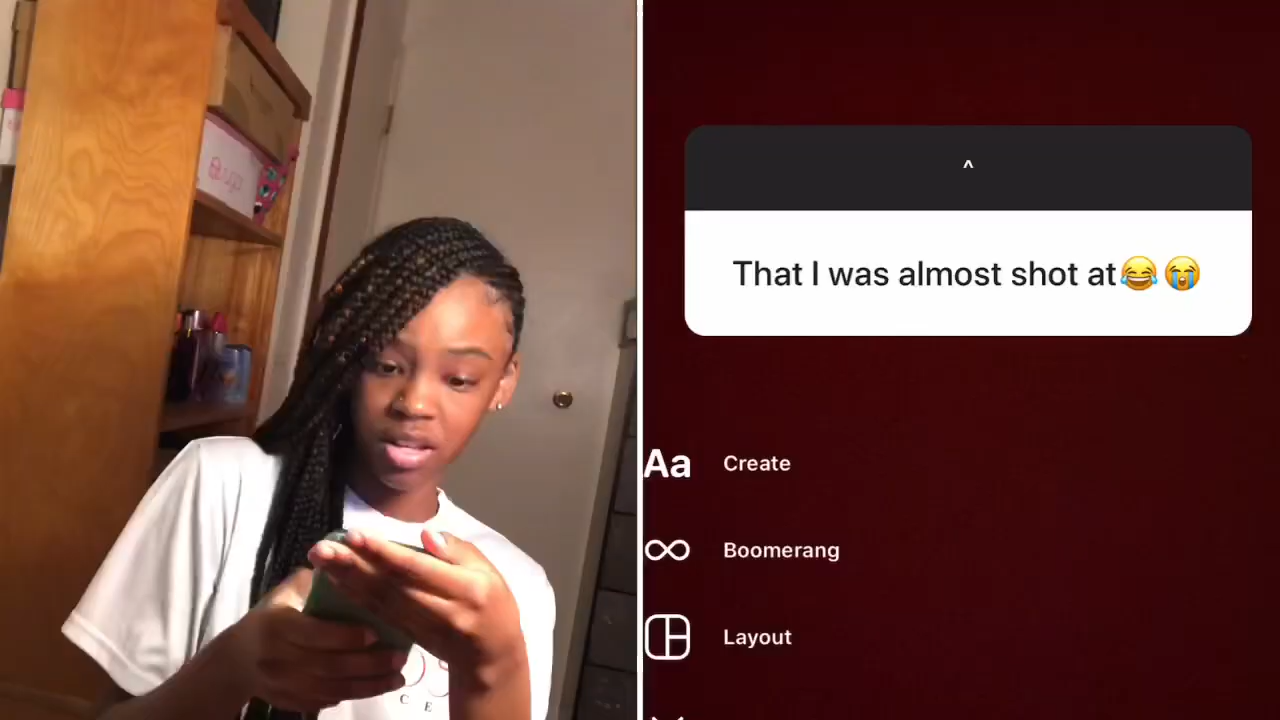 ^
That I was almost shot at😂😭
Aa Create
Boomerang
Layout
C E